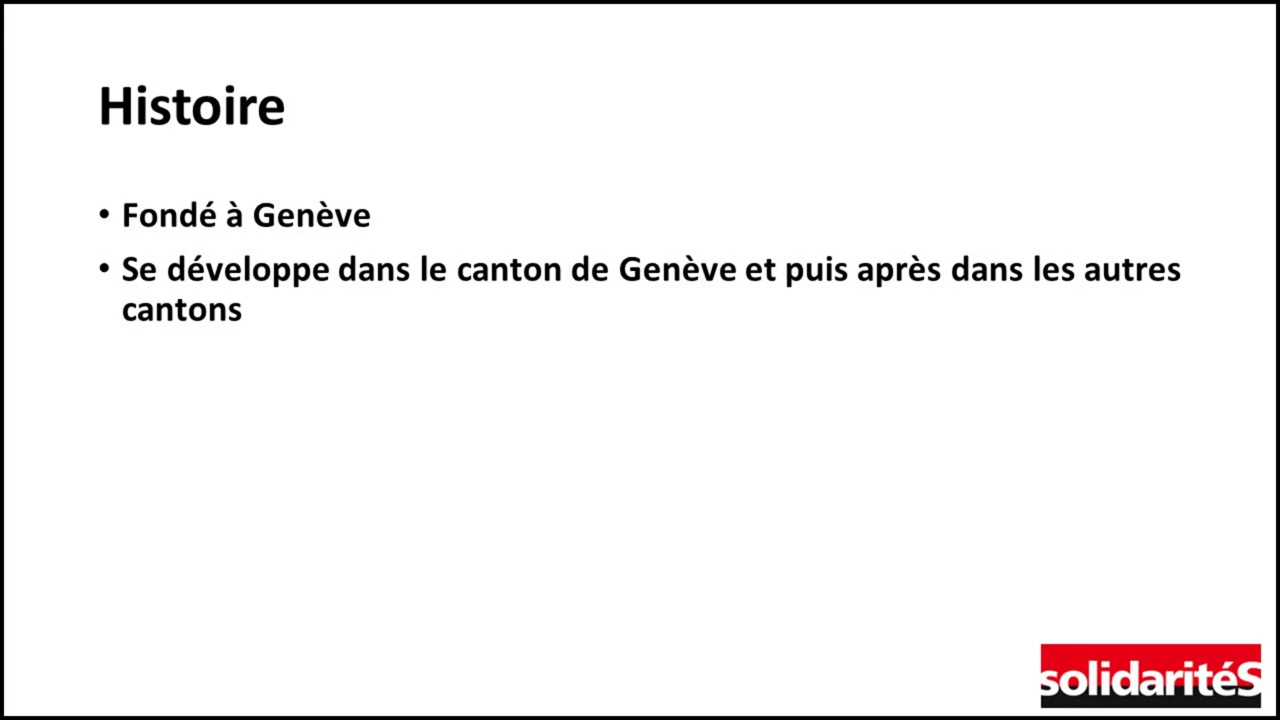 Histoire
• Fondé à Genève
• Se développe dans le canton de Genève et puis après dans les autres
cantons
solidaritéS